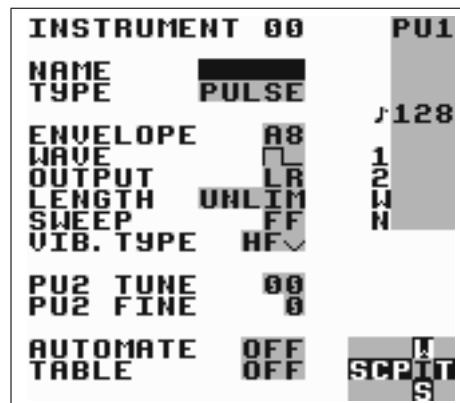 INSTRUMENT 00 PU1
NAME
TYPE PULSE
♪128
ENVELOPE A8
WAVE 1
OUTPUT LR 2
LENGTH UNLIM W
SWEEP FF N
VIB. TYPE HF
PU2 TUNE 00
PU2 FINE 0
AUTOMATE OFF W
TABLE OFF SCPIT
S